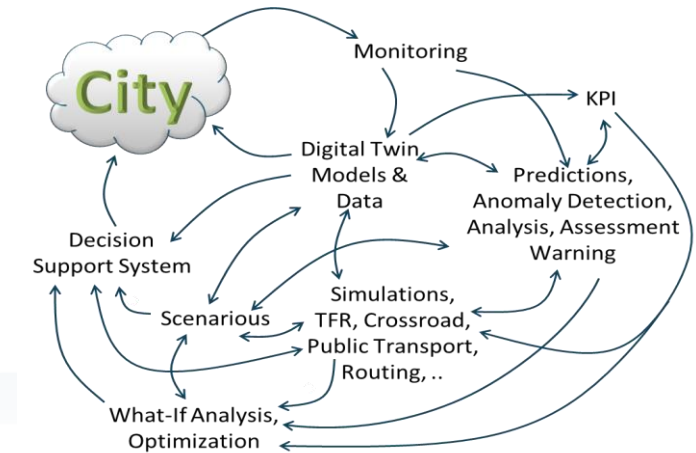 City
Monitoring
KPI
Digital Twin
Models &
Data
Predictions,
Anomaly Detection,
Analysis, Assessment
Warning
Decision
Support System
Simulations,
TFR, Crossroad,
Public Transport,
Routing, ..
Scenarious
What-If Analysis,
Optimization